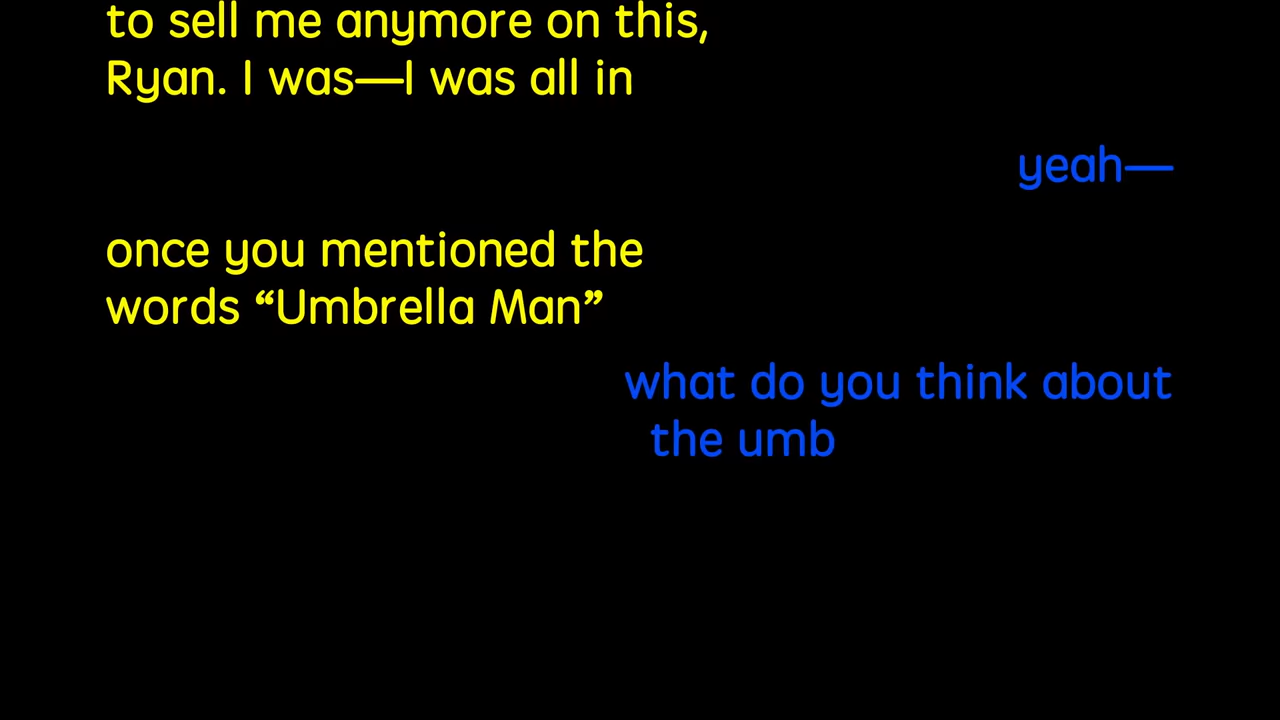 to sell me anymore on this,
Ryan. I was—I was all in
yeah—
once you mentioned the
words “Umbrella Man”
what do you think about
the umb